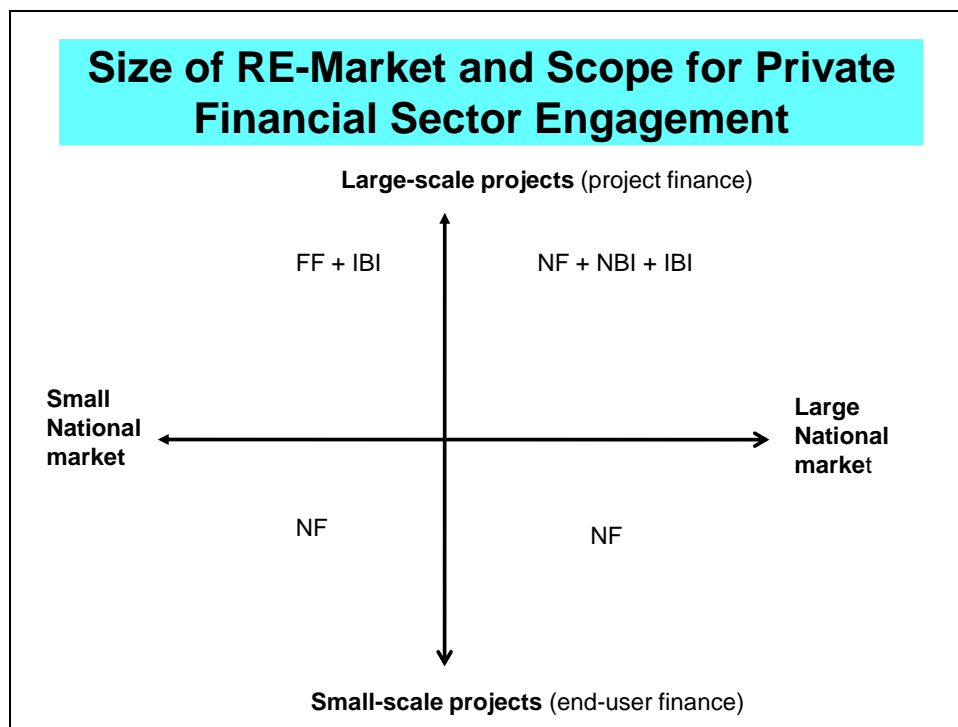 Size of RE-Market and Scope for Private
Financial Sector Engagement
Large-scale projects (project finance)
FF + IBI
NF + NBI + IBI
Small
National
market
Large
National
market
NF
NF
Small-scale projects (end-user finance)